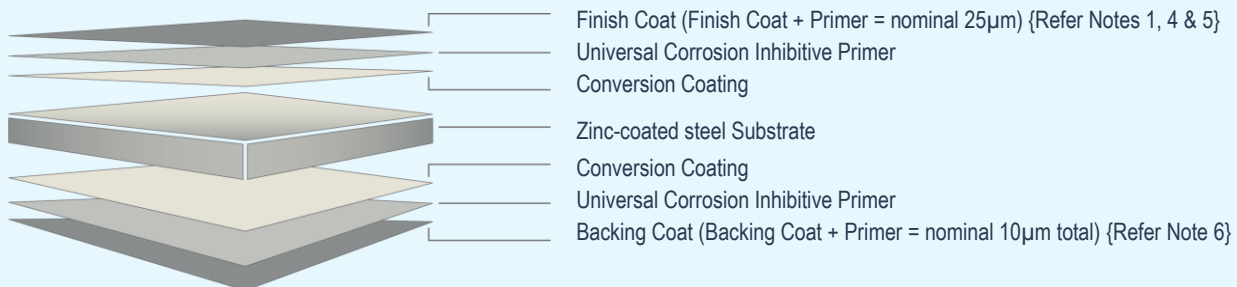 Finish Coat (Finish Coat + Primer = nominal 25µm) {Refer Notes 1, 4 & 5}
Universal Corrosion Inhibitive Primer
Conversion Coating
Zinc-coated steel Substrate
Conversion Coating
Universal Corrosion Inhibitive Primer
Backing Coat (Backing Coat + Primer = nominal 10µm total) {Refer Note 6}